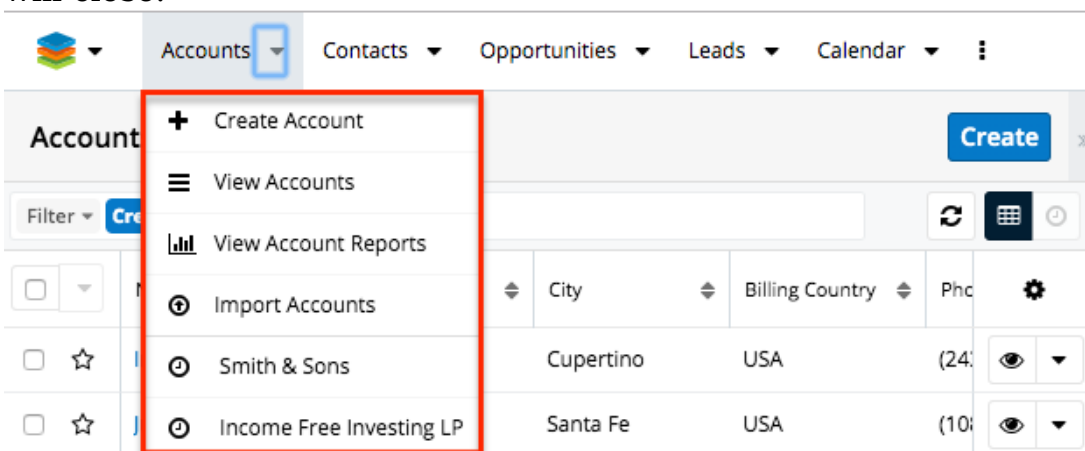 Accounts Contacts Opportunities Leads Calendar
Create Account
Create
View Accounts
Filter
View Account Reports
City Billing Country
Import Accounts
Smith & Sons Cupertino USA
Income Free Investing LP Santa Fe USA